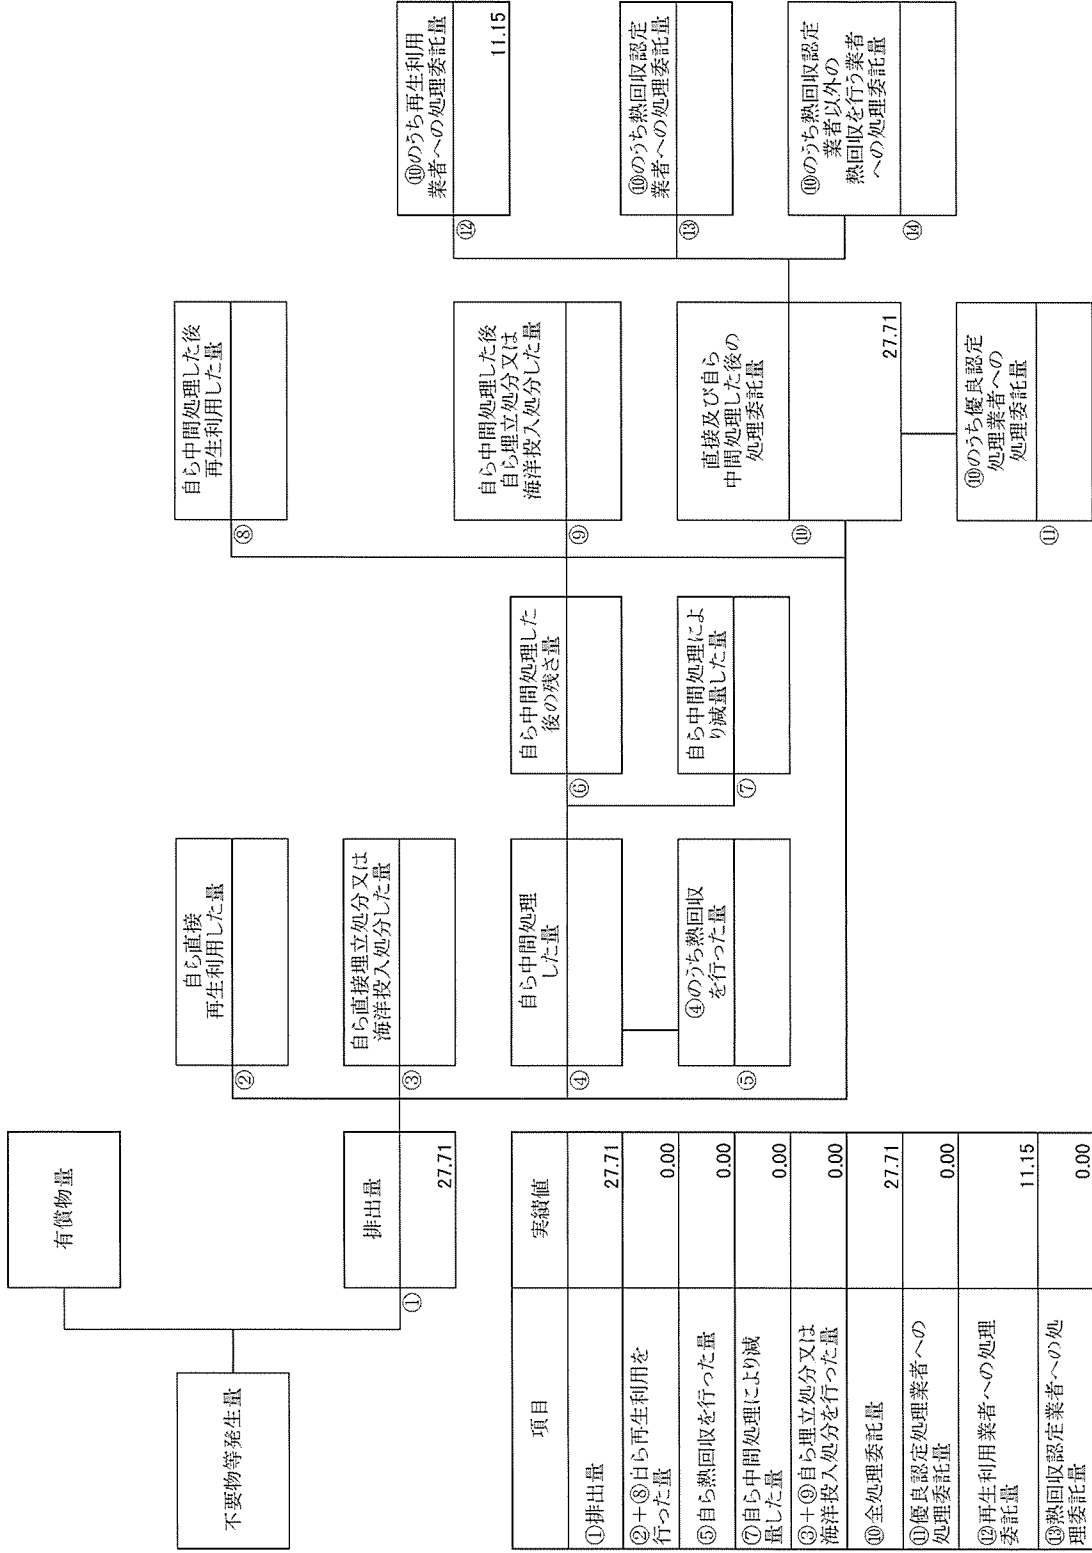 不要物等発生量
有償物量
排出量
①
27.71
②
自ら直接
再生利用した量
③
自ら直接埋立処分又は
海洋投入処分した量
④
自ら中間処理
した量
⑤
④のうち熱回収
を行った量
⑥
自ら中間処理した
後の残さ量
⑦
自ら中間処理によ
り減量した量
⑧
自ら中間処理した後
再生利用した量
⑨
自ら中間処理した後
自ら埋立処分又は
海洋投入処分した量
⑩
直接及び自ら
中間処理した後の
処理委託量
27.71
⑪
⑩のうち優良認定
処理業者への
処理委託量
⑫
⑩のうち再生利用
業者への処理委託量
11.15
⑬
⑩のうち熱回収認定
業者への処理委託量
⑭
⑩のうち熱回収認定
業者以外の
熱回収を行う業者
への処理委託量
項目 実績値
①排出量 27.71
②+⑧自ら再生利用を
行った量 0.00
⑤自ら熱回収を行った量 0.00
⑦自ら中間処理により減
量した量 0.00
③+⑨自ら埋立処分又は
海洋投入処分を行った量 0.00
⑩全処理委託量 27.71
⑪優良認定処理業者への
処理委託量 0.00
⑫再生利用業者への処理
委託量 11.15
⑬熱回収認定業者への処
理委託量 0.00